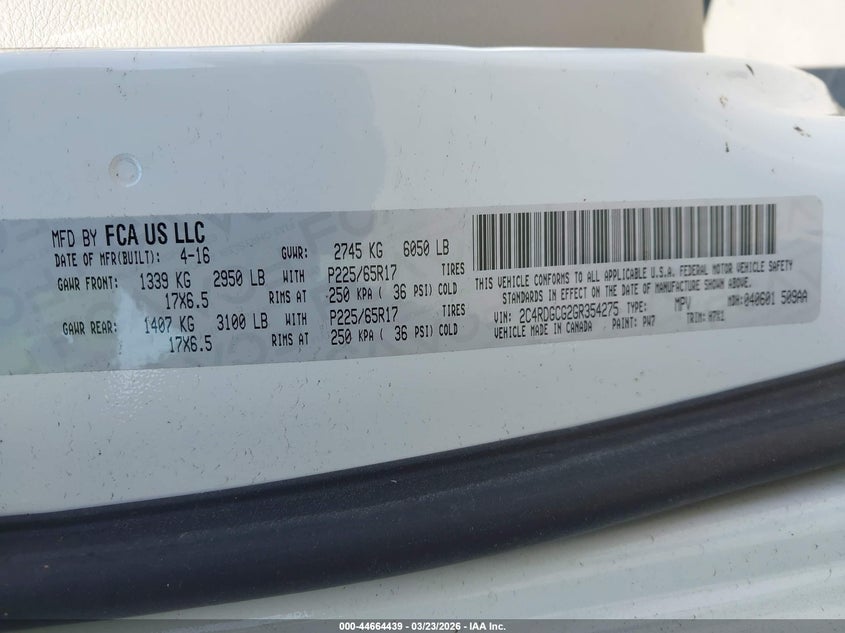 MFD BY FCA US LLC
DATE OF MFR(BUILT): 4-16 GVWR: 2745 KG 6050 LB
GAWR FRONT: 1339 KG 2950 LB WITH P225/65R17 TIRES
17X6.5 RIMS AT 250 KPA ( 36 PSI) COLD
GAWR REAR: 1407 KG 3100 LB WITH P225/65R17 TIRES
17X6.5 RIMS AT 250 KPA ( 36 PSI) COLD
THIS VEHICLE CONFORMS TO ALL APPLICABLE U.S.A. FEDERAL MOTOR VEHICLE SAFETY
STANDARDS IN EFFECT ON THE DATE OF MANUFACTURE SHOWN ABOVE.
VIN: 2C4RDGCG2GR354275 TYPE: MPV MDH: 040601 509AA
VEHICLE MADE IN CANADA PAINT: PW7 TRIM: H7X1
000-44664439 - 03/23/2026 - IAA Inc.